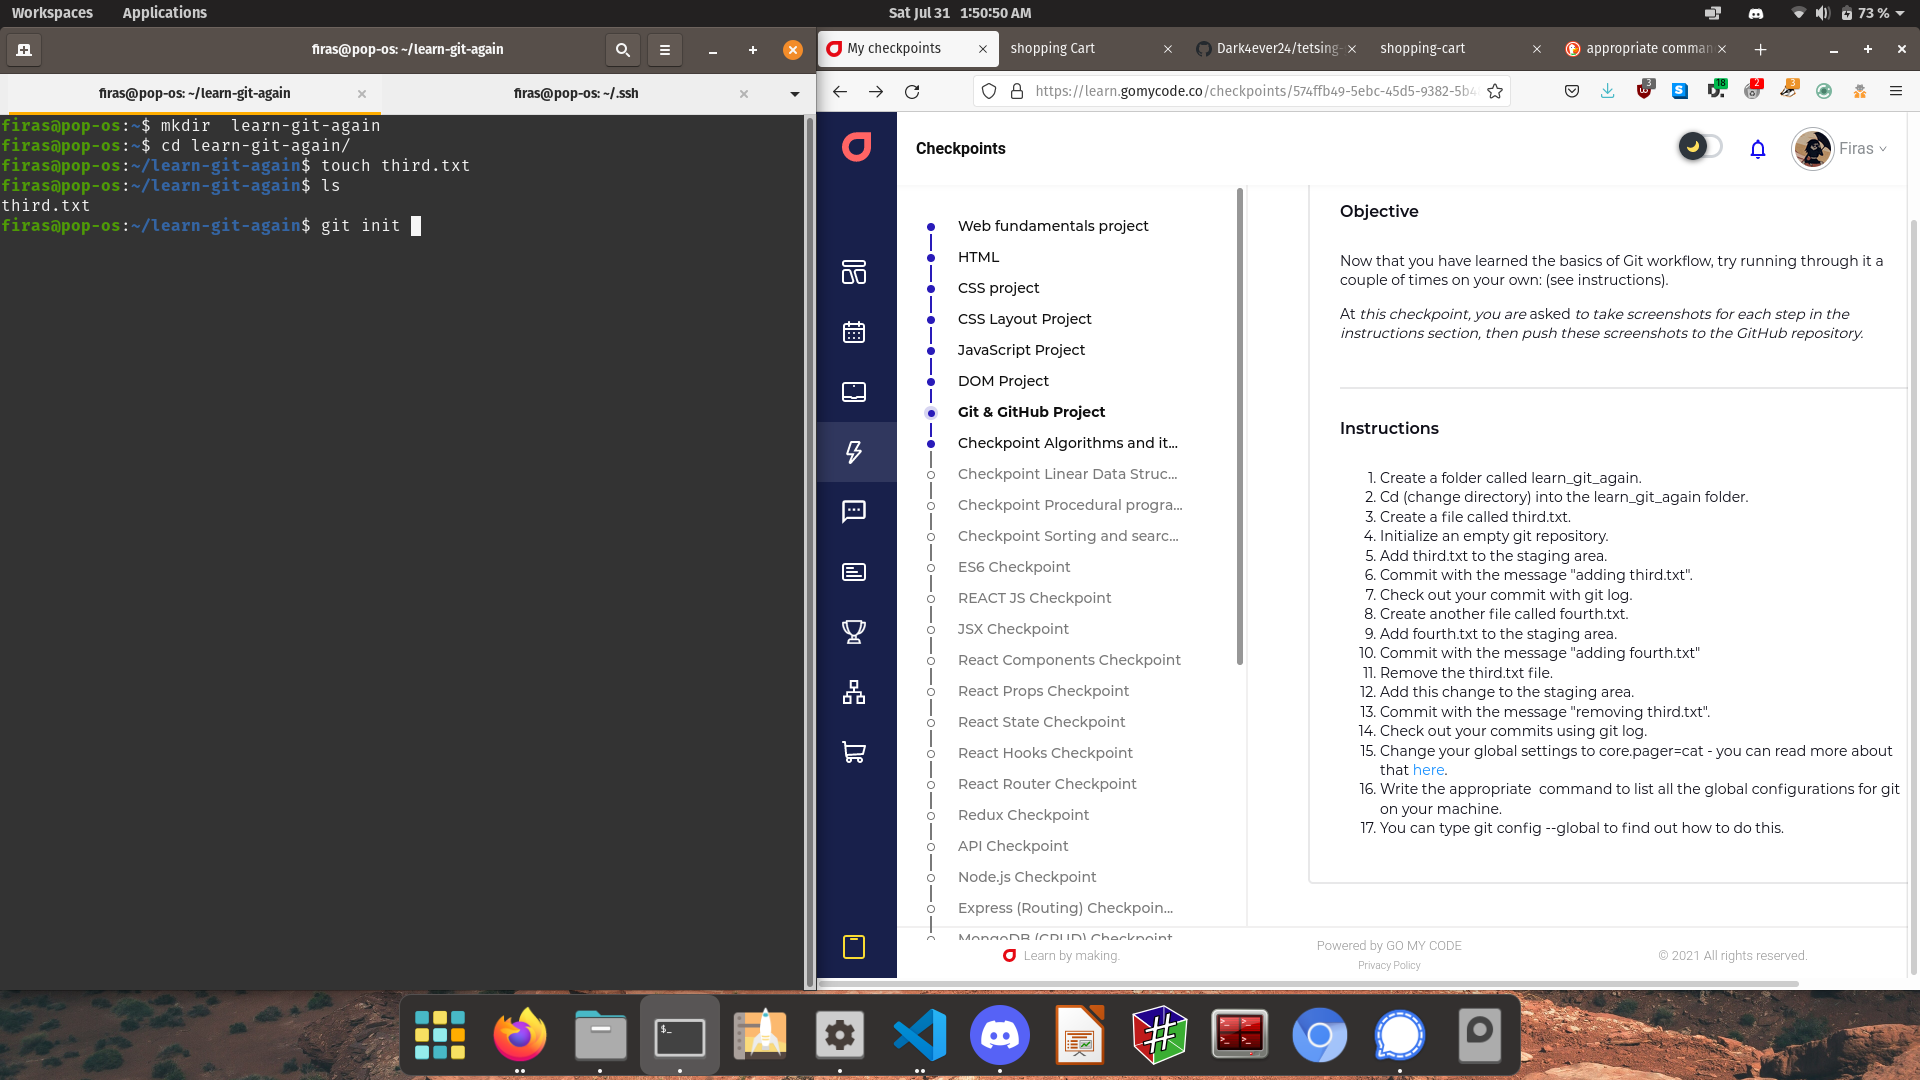 Workspaces Applications Sat Jul 31 1:50:50 AM 73 %
firas@pop-os: ~/learn-git-again
firas@pop-os: ~/learn-git-again
firas@pop-os: ~/.ssh
firas@pop-os:~$ mkdir  learn-git-again
firas@pop-os:~$ cd learn-git-again/
firas@pop-os:~/learn-git-again$ touch third.txt
firas@pop-os:~/learn-git-again$ ls
third.txt
firas@pop-os:~/learn-git-again$ git init
My checkpoints
shopping Cart
Dark4ever24/tetsing-
shopping-cart
appropriate comman
https://learn.gomycode.co/checkpoints/574ffb49-5ebc-45d5-9382-5b4
3
18
2
3
Checkpoints
Firas
Web fundamentals project
HTML
CSS project
CSS Layout Project
JavaScript Project
DOM Project
Git & GitHub Project
Checkpoint Algorithms and it...
Checkpoint Linear Data Struc...
Checkpoint Procedural progra...
Checkpoint Sorting and searc...
ES6 Checkpoint
REACT JS Checkpoint
JSX Checkpoint
React Components Checkpoint
React Props Checkpoint
React State Checkpoint
React Hooks Checkpoint
React Router Checkpoint
Redux Checkpoint
API Checkpoint
Node.js Checkpoint
Express (Routing) Checkpoin...
MongoDB (CRUD) Checkpoint
Objective
Now that you have learned the basics of Git workflow, try running through it a
couple of times on your own: (see instructions).
At this checkpoint, you are asked to take screenshots for each step in the
instructions section, then push these screenshots to the GitHub repository.
Instructions
1. Create a folder called learn_git_again.
2. Cd (change directory) into the learn_git_again folder.
3. Create a file called third.txt.
4. Initialize an empty git repository.
5. Add third.txt to the staging area.
6. Commit with the message "adding third.txt".
7. Check out your commit with git log.
8. Create another file called fourth.txt.
9. Add fourth.txt to the staging area.
10. Commit with the message "adding fourth.txt"
11. Remove the third.txt file.
12. Add this change to the staging area.
13. Commit with the message "removing third.txt".
14. Check out your commits using git log.
15. Change your global settings to core.pager=cat - you can read more about
that here.
16. Write the appropriate  command to list all the global configurations for git
on your machine.
17. You can type git config --global to find out how to do this.
Learn by making.
Powered by GO MY CODE
Privacy Policy
© 2021 All rights reserved.